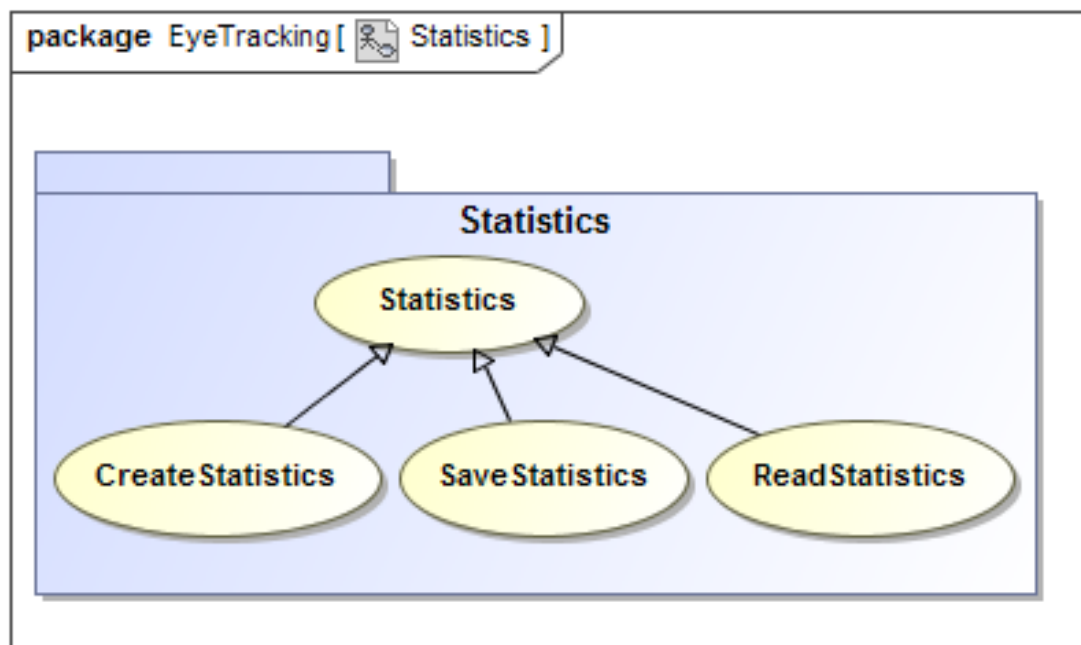 package EyeTracking[ Statistics ]
Statistics
Statistics
CreateStatistics
SaveStatistics
ReadStatistics